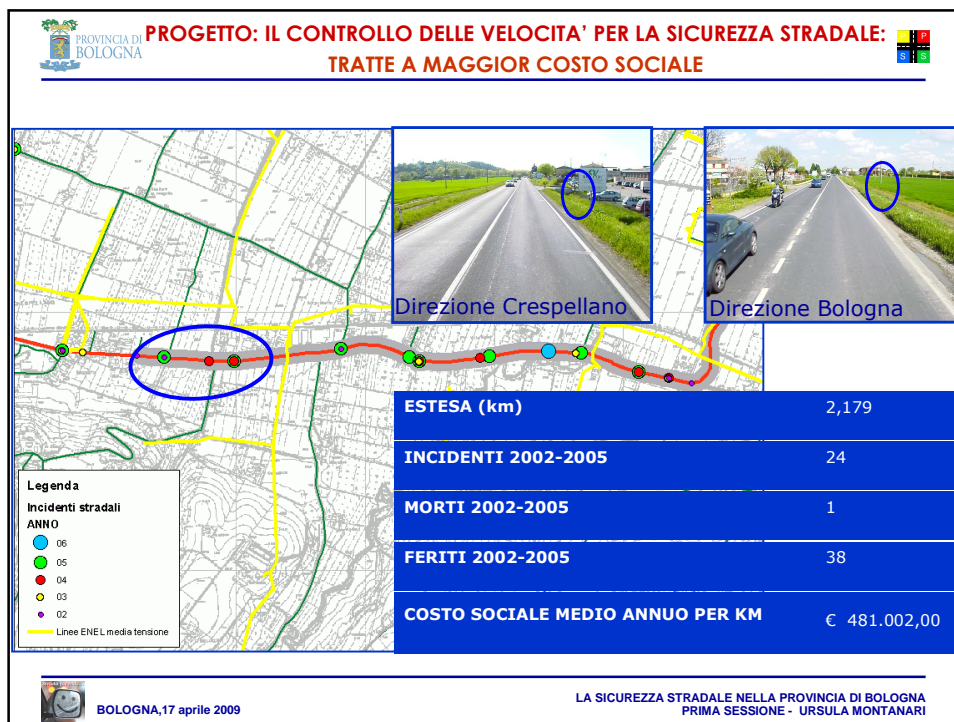 PROVINCIA DI
BOLOGNA
PROGETTO: IL CONTROLLO DELLE VELOCITA' PER LA SICUREZZA STRADALE:
TRATTE A MAGGIOR COSTO SOCIALE
P P
S S
Direzione Crespellano
Direzione Bologna
ESTESA (km) 2,179
INCIDENTI 2002-2005 24
MORTI 2002-2005 1
FERITI 2002-2005 38
COSTO SOCIALE MEDIO ANNUO PER KM € 481.002,00
Legenda
Incidenti stradali
ANNO
06
05
04
03
02
Linee ENEL media tensione
BOLOGNA,17 aprile 2009
LA SICUREZZA STRADALE NELLA PROVINCIA DI BOLOGNA
PRIMA SESSIONE - URSULA MONTANARI